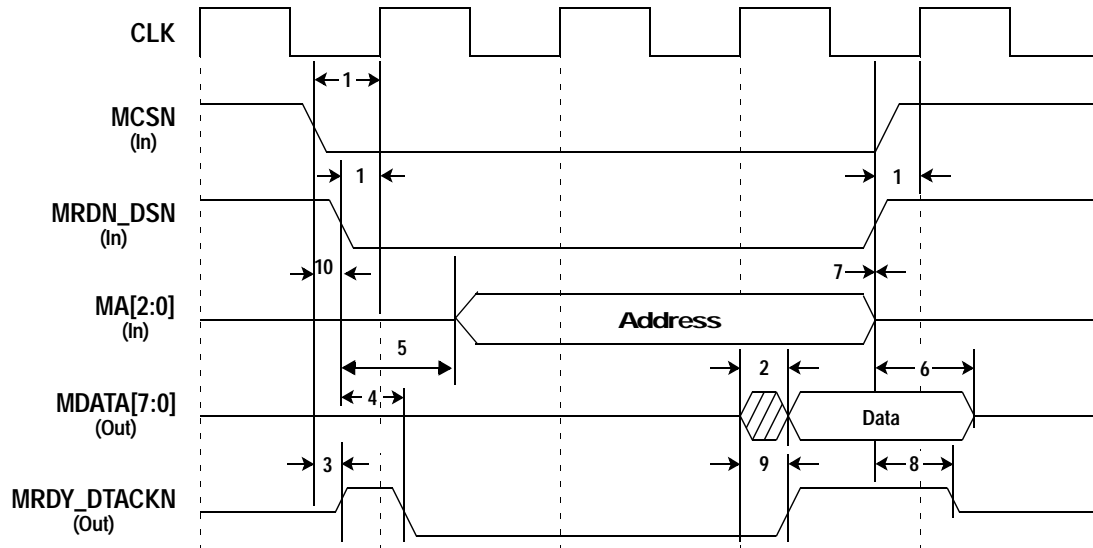 CLK
1
MCSN
(In)
1
1
MRDN_DSN
(In)
10
7
MA[2:0]
(In)
Address
5
2
6
MDATA[7:0]
(Out)
4
Data
3
9
8
MRDY_DTACKN
(Out)